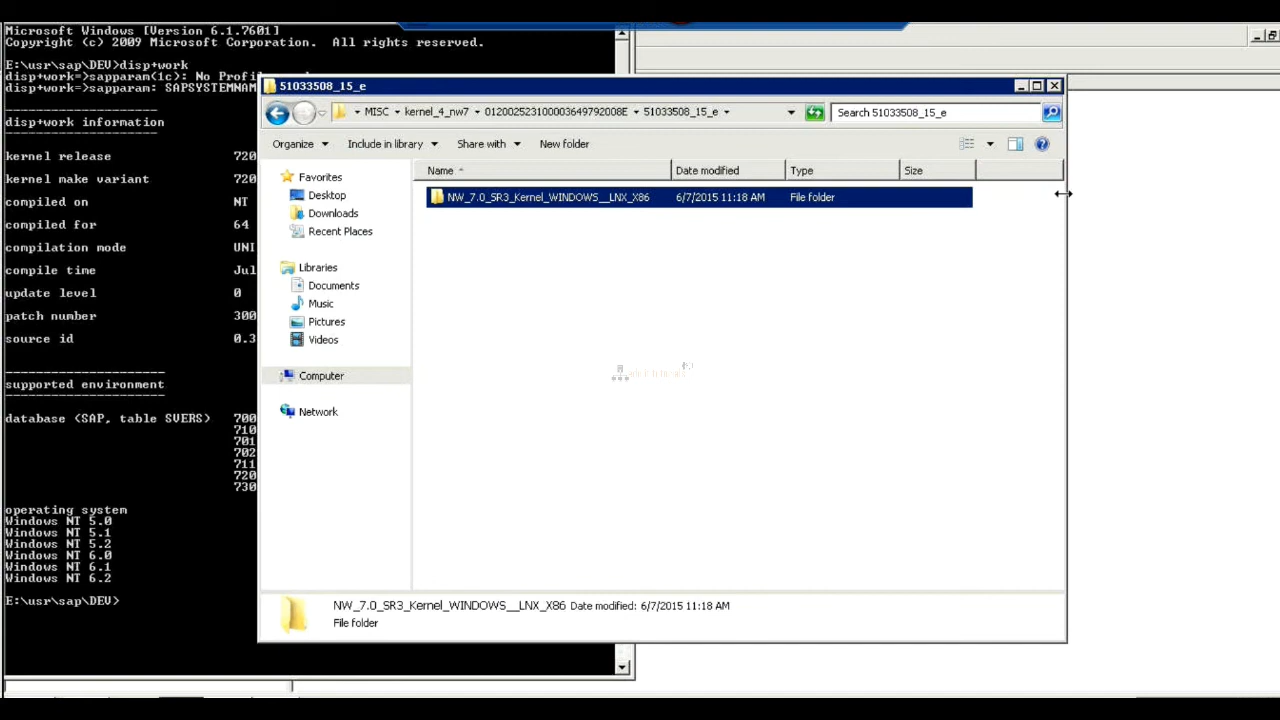 Microsoft Windows [Version 6.1.7601]
Copyright (c) 2009 Microsoft Corporation.  All rights reserved.
E:\usr\sap\DEV>disp+work
disp+work=>sapparam(1c): No Profil
disp+work=>sapparam: SAPSYSTEMNAM
disp+work information
kernel release 720
kernel make variant 720
compiled on NT
compiled for 64
compilation mode UNI
compile time Jul
update level 0
patch number 300
source id 0.3
supported environment
database (SAP, table SVERS) 700
710
701
702
711
720
730
operating system
Windows NT 5.0
Windows NT 5.1
Windows NT 5.2
Windows NT 6.0
Windows NT 6.1
Windows NT 6.2
E:\usr\sap\DEV>
51033508_15_e
MISC kernel_4_nw7 012002523100003649792008E 51033508_15_e
Search 51033508_15_e
Organize Include in library Share with New folder
Favorites
Desktop
Downloads
Recent Places
Libraries
Documents
Music
Pictures
Videos
Computer
Network
Name Date modified Type Size
NW_7.0_SR3_Kernel_WINDOWS__LNX_X86 6/7/2015 11:18 AM File folder
NW_7.0_SR3_Kernel_WINDOWS__LNX_X86 Date modified: 6/7/2015 11:18 AM
File folder